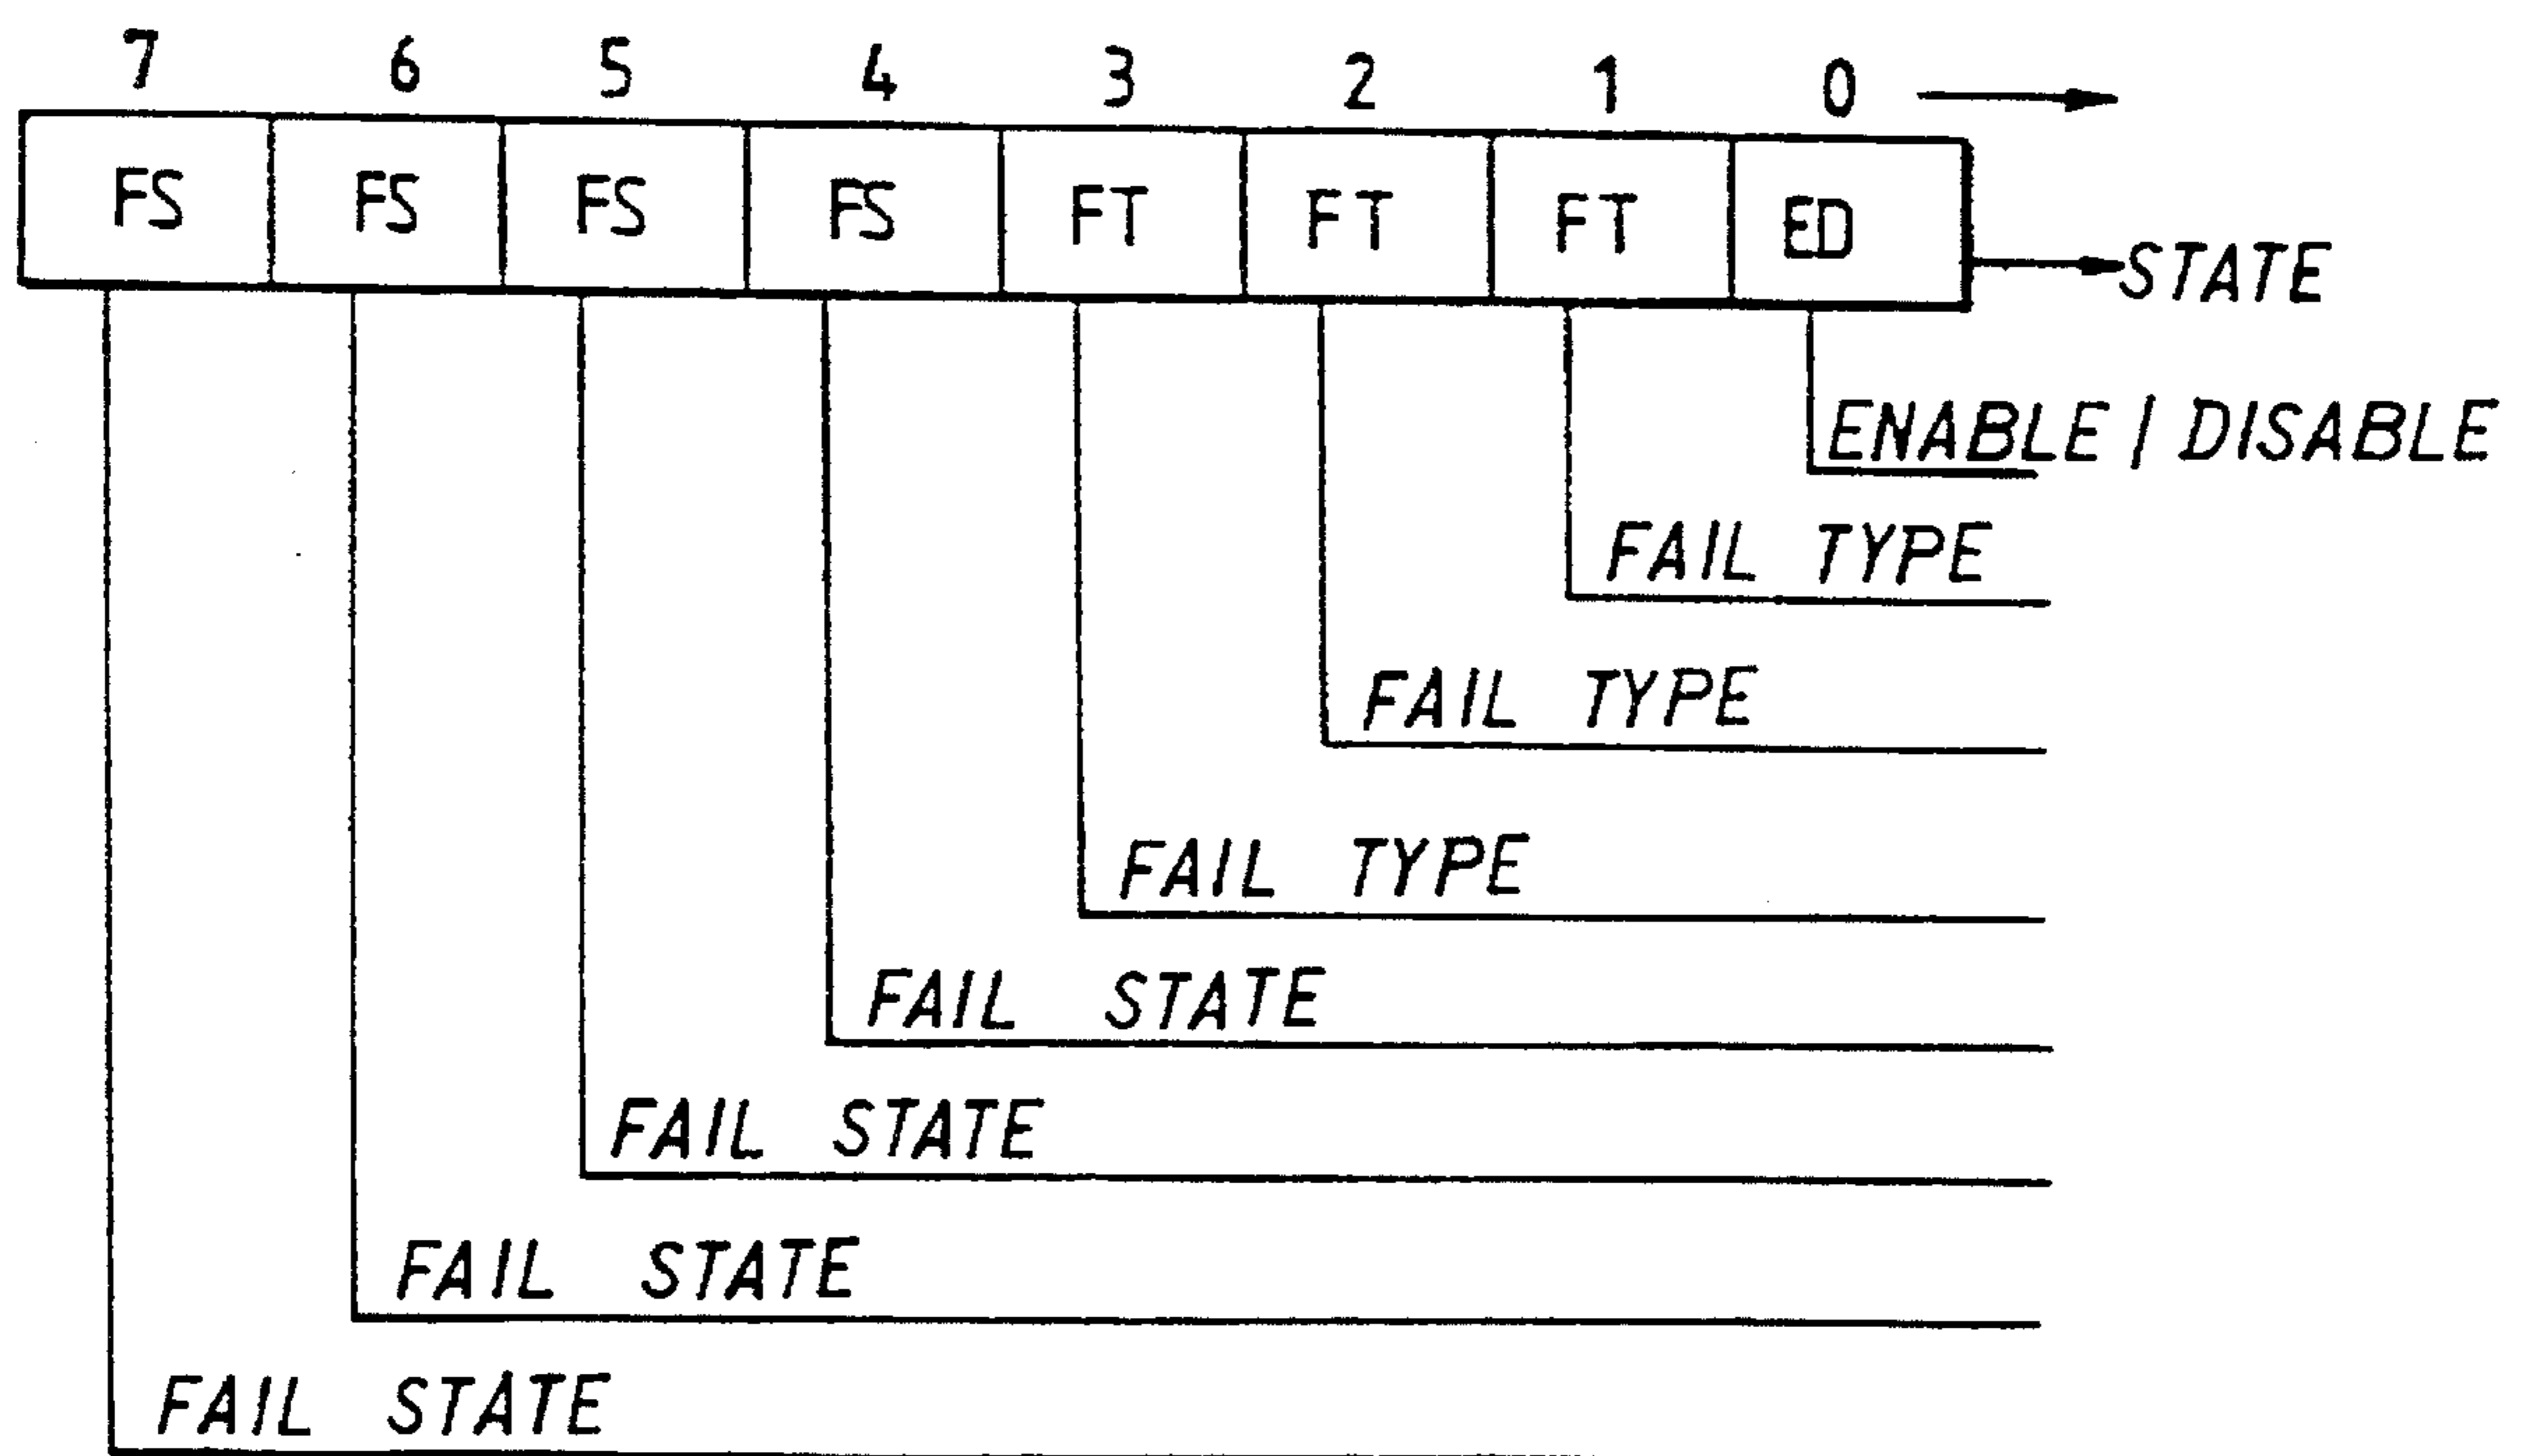 7 6 5 4 3 2 1 0
FS FS FS FS FT FT FT ED
STATE
ENABLE / DISABLE
FAIL TYPE
FAIL TYPE
FAIL TYPE
FAIL STATE
FAIL STATE
FAIL STATE
FAIL STATE